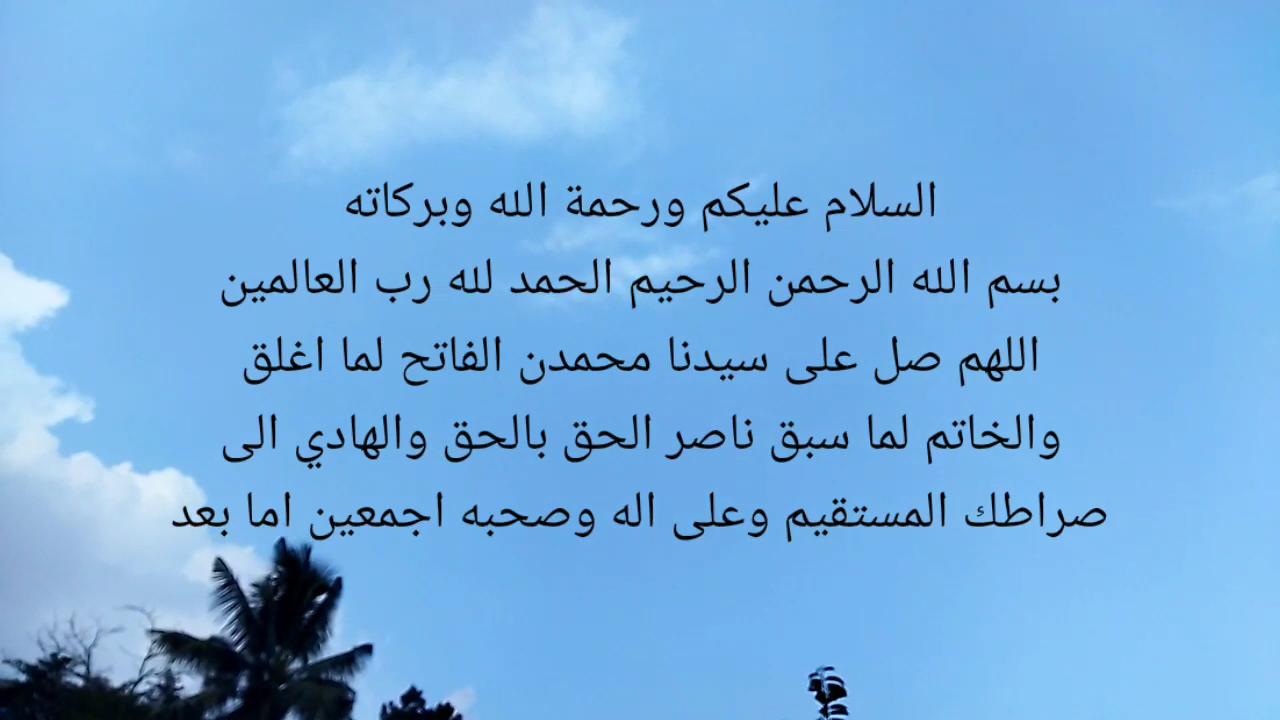 السلام عليكم ورحمة الله وبركاته
بسم الله الرحمن الرحيم الحمد لله رب العالمين
اللهم صل على سيدنا محمدن الفاتح لما اغلق
والخاتم لما سبق ناصر الحق بالحق والهادي الى
صراطك المستقيم وعلى اله وصحبه اجمعين اما بعد